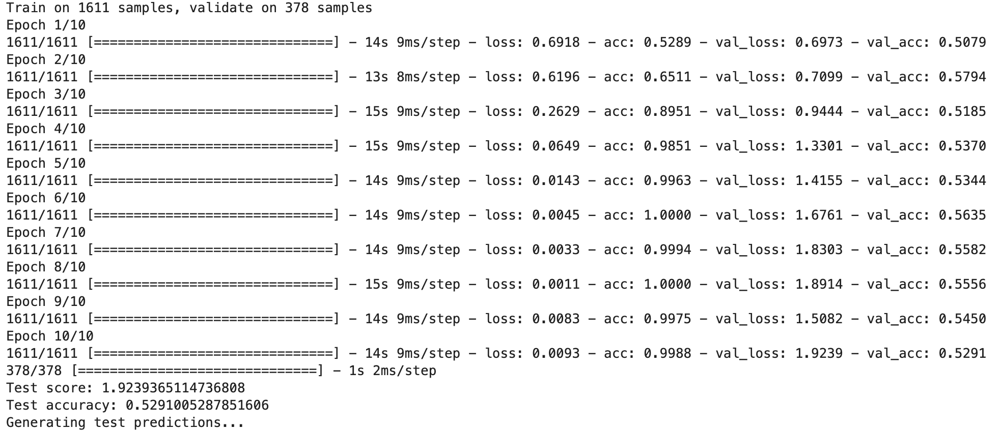 Train on 1611 samples, validate on 378 samples
Epoch 1/10
1611/1611 [==============================] - 14s 9ms/step - loss: 0.6918 - acc: 0.5289 - val_loss: 0.6973 - val_acc: 0.5079
Epoch 2/10
1611/1611 [==============================] - 13s 8ms/step - loss: 0.6196 - acc: 0.6511 - val_loss: 0.7099 - val_acc: 0.5794
Epoch 3/10
1611/1611 [==============================] - 15s 9ms/step - loss: 0.2629 - acc: 0.8951 - val_loss: 0.9444 - val_acc: 0.5185
Epoch 4/10
1611/1611 [==============================] - 15s 9ms/step - loss: 0.0649 - acc: 0.9851 - val_loss: 1.3301 - val_acc: 0.5370
Epoch 5/10
1611/1611 [==============================] - 14s 9ms/step - loss: 0.0143 - acc: 0.9963 - val_loss: 1.4155 - val_acc: 0.5344
Epoch 6/10
1611/1611 [==============================] - 14s 9ms/step - loss: 0.0045 - acc: 1.0000 - val_loss: 1.6761 - val_acc: 0.5635
Epoch 7/10
1611/1611 [==============================] - 14s 9ms/step - loss: 0.0033 - acc: 0.9994 - val_loss: 1.8303 - val_acc: 0.5582
Epoch 8/10
1611/1611 [==============================] - 15s 9ms/step - loss: 0.0011 - acc: 1.0000 - val_loss: 1.8914 - val_acc: 0.5556
Epoch 9/10
1611/1611 [==============================] - 14s 9ms/step - loss: 0.0083 - acc: 0.9975 - val_loss: 1.5082 - val_acc: 0.5450
Epoch 10/10
1611/1611 [==============================] - 14s 9ms/step - loss: 0.0093 - acc: 0.9988 - val_loss: 1.9239 - val_acc: 0.5291
378/378 [==============================] - 1s 2ms/step
Test score: 1.9239365114736808
Test accuracy: 0.5291005287851606
Generating test predictions...